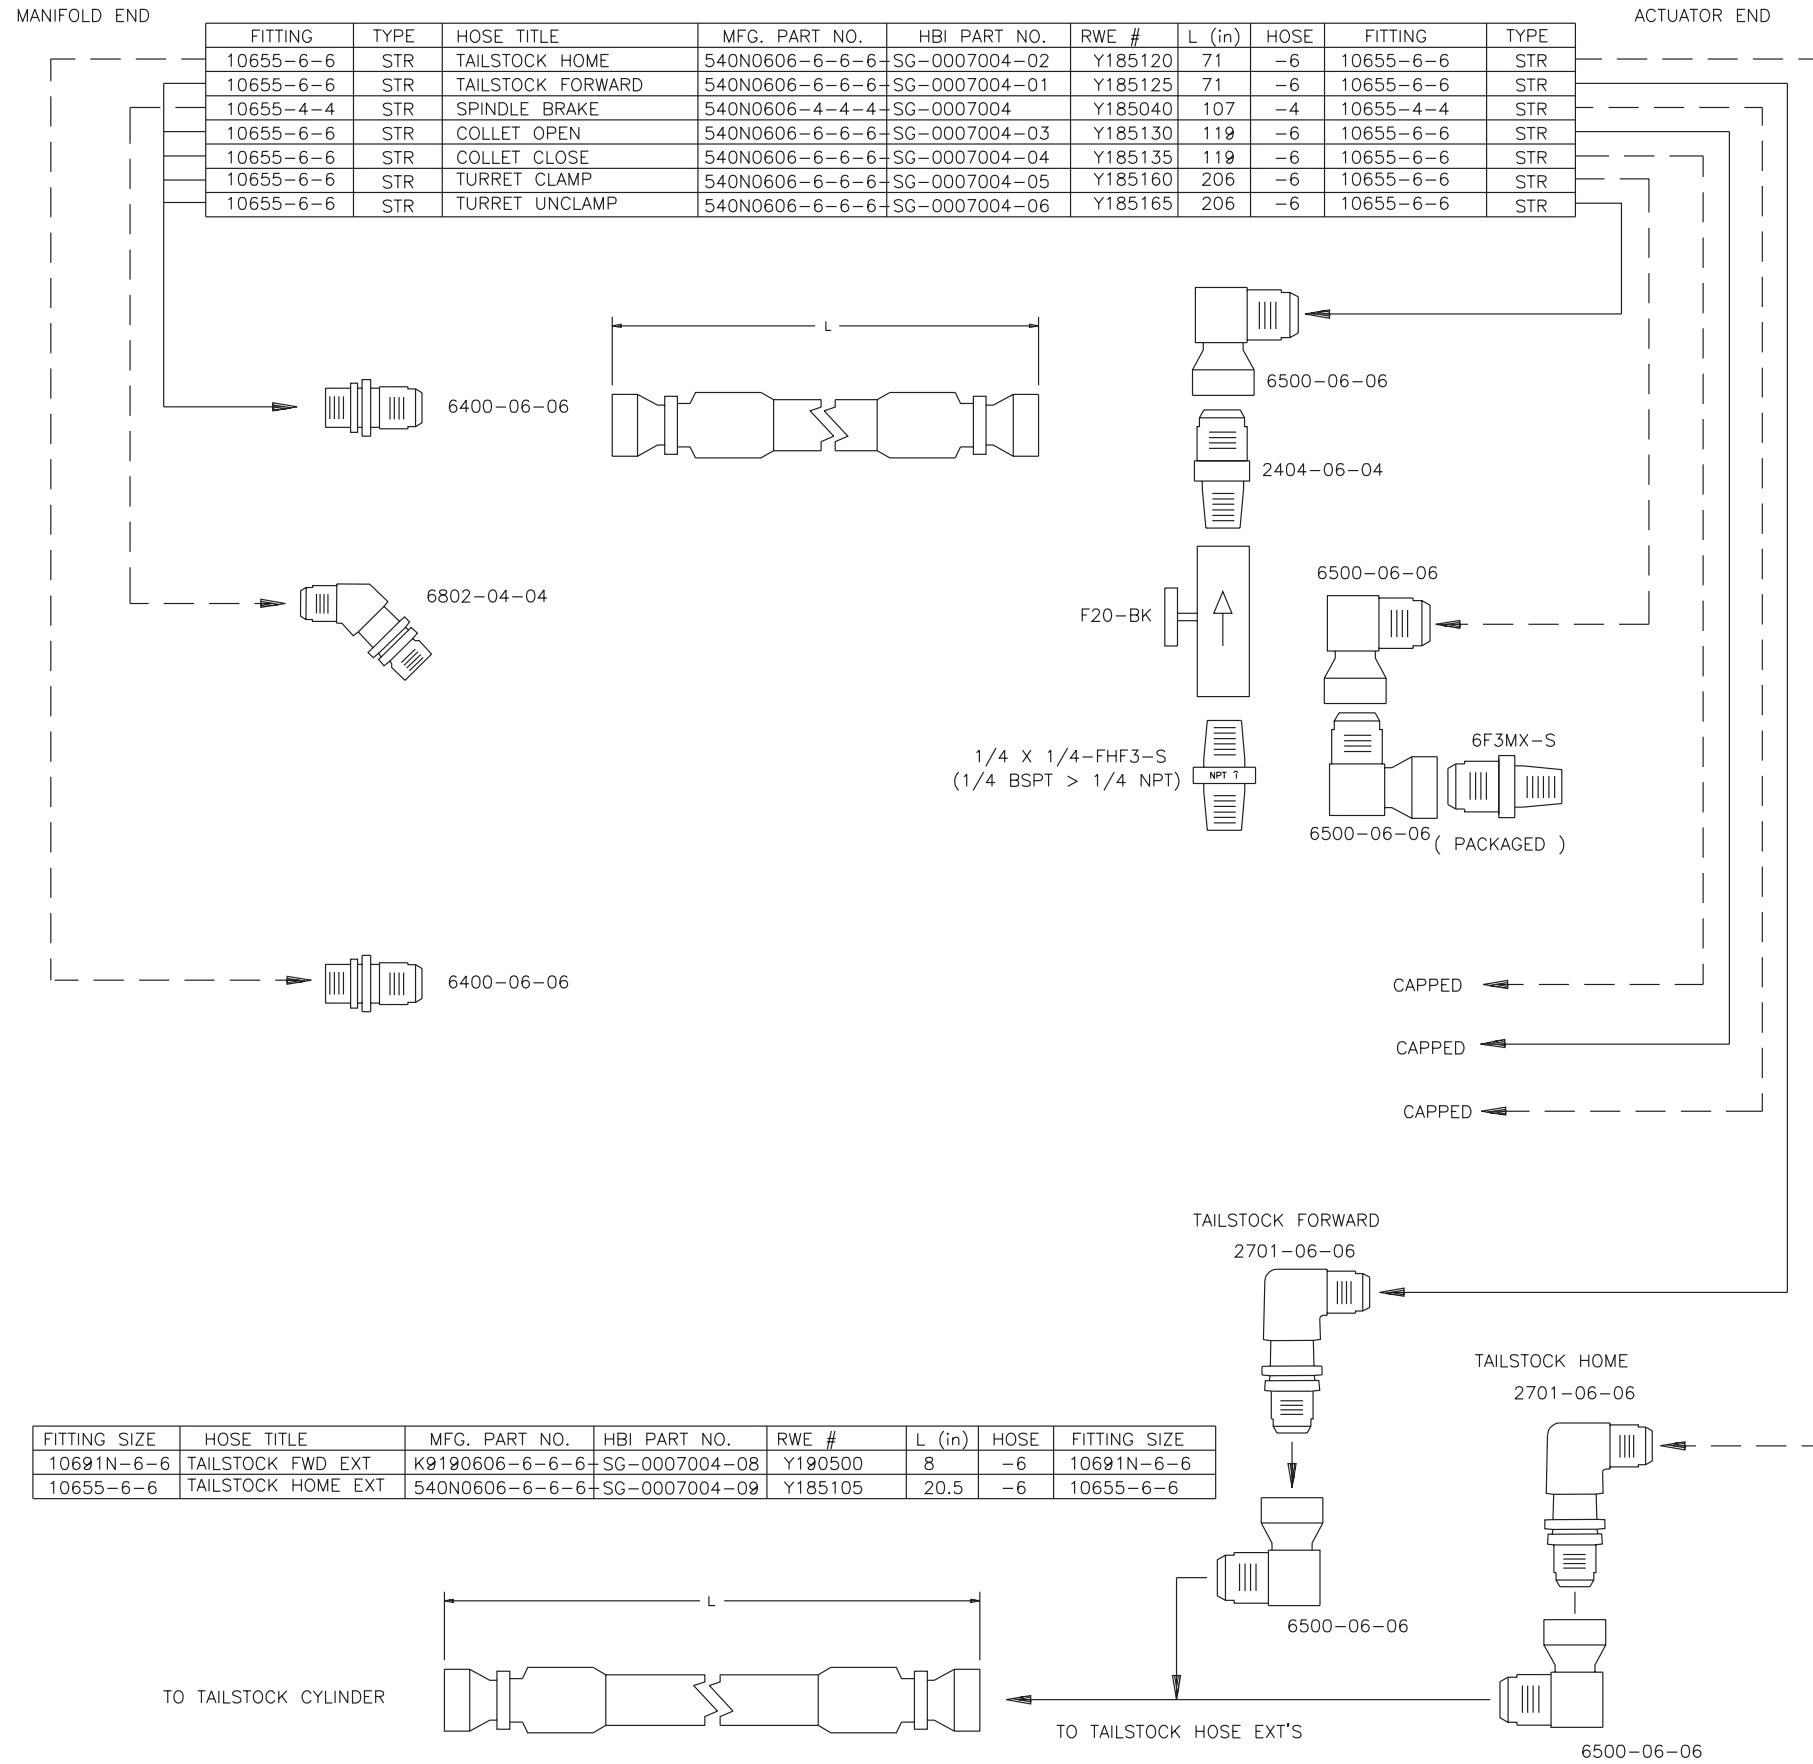 MANIFOLD END
ACTUATOR END
FITTING TYPE HOSE TITLE MFG. PART NO. HBI PART NO. RWE # L (in) HOSE FITTING TYPE
10655-6-6 STR TAILSTOCK HOME 540N0606-6-6-6- SG-0007004-02 Y185120 71 -6 10655-6-6 STR
10655-6-6 STR TAILSTOCK FORWARD 540N0606-6-6-6- SG-0007004-01 Y185125 71 -6 10655-6-6 STR
10655-4-4 STR SPINDLE BRAKE 540N0606-4-4-4- SG-0007004 Y185040 107 -4 10655-4-4 STR
10655-6-6 STR COLLET OPEN 540N0606-6-6-6- SG-0007004-03 Y185130 119 -6 10655-6-6 STR
10655-6-6 STR COLLET CLOSE 540N0606-6-6-6- SG-0007004-04 Y185135 119 -6 10655-6-6 STR
10655-6-6 STR TURRET CLAMP 540N0606-6-6-6- SG-0007004-05 Y185160 206 -6 10655-6-6 STR
10655-6-6 STR TURRET UNCLAMP 540N0606-6-6-6- SG-0007004-06 Y185165 206 -6 10655-6-6 STR
L
6500-06-06
6400-06-06
2404-06-04
6500-06-06
6802-04-04
F20-BK
6F3MX-S
1/4 X 1/4-FHF3-S
(1/4 BSPT > 1/4 NPT)
NPT ↑
6500-06-06
( PACKAGED )
6400-06-06
CAPPED
CAPPED
CAPPED
TAILSTOCK FORWARD
2701-06-06
TAILSTOCK HOME
2701-06-06
FITTING SIZE HOSE TITLE MFG. PART NO. HBI PART NO. RWE # L (in) HOSE FITTING SIZE
10691N-6-6 TAILSTOCK FWD EXT K9190606-6-6-6- SG-0007004-08 Y190500 8 -6 10691N-6-6
10655-6-6 TAILSTOCK HOME EXT 540N0606-6-6-6- SG-0007004-09 Y185105 20.5 -6 10655-6-6
L
6500-06-06
TO TAILSTOCK CYLINDER
TO TAILSTOCK HOSE EXT'S
6500-06-06